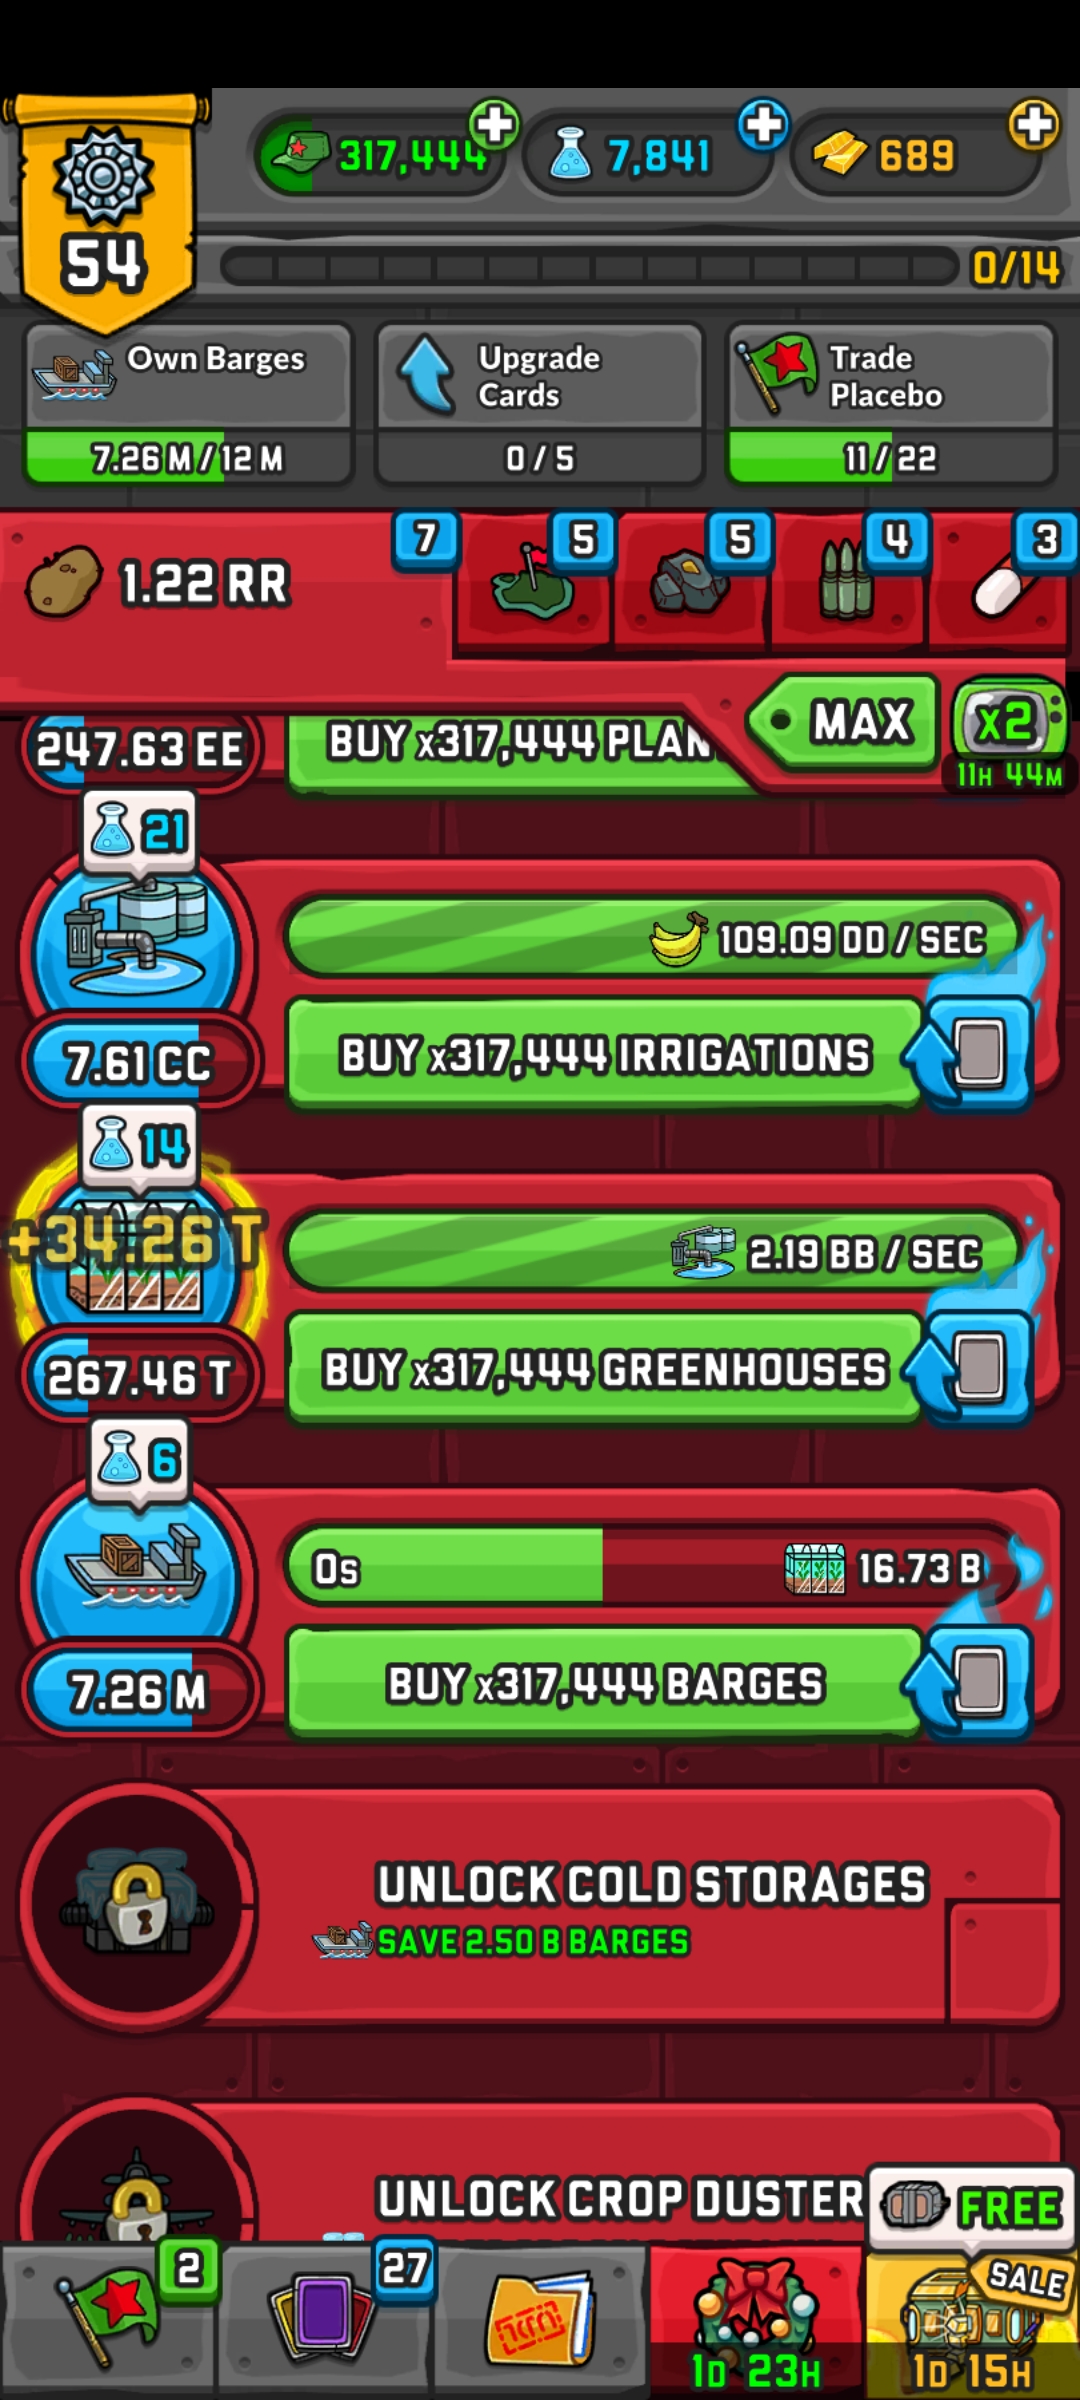 54
317,444
7,841
689
0/14
Own Barges
7.26 M / 12 M
Upgrade
Cards
0 / 5
Trade
Placebo
11 / 22
1.22 RR
7
5
5
4
3
MAX
x2
11H 44M
247.63 EE
BUY x317,444 PLAN
21
109.09 DD / SEC
7.61 CC
BUY x317,444 IRRIGATIONS
14
+34.26 T
2.19 BB / SEC
267.46 T
BUY x317,444 GREENHOUSES
6
0s
16.73 B
7.26 M
BUY x317,444 BARGES
UNLOCK COLD STORAGES
SAVE 2.50 B BARGES
UNLOCK CROP DUSTER
FREE
2
27
SALE
1D 23H
1D 15H